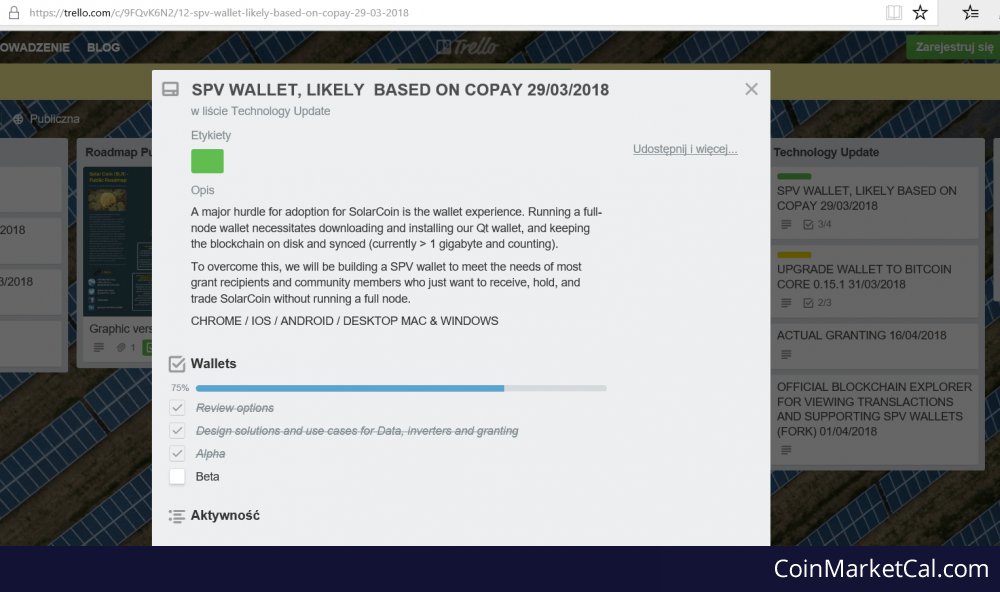 https://trello.com/c/9FQvK6N2/12-spv-wallet-likely-based-on-copay-29-03-2018
OWADZENIE BLOG
Trello
Zarejestruj się
Publiczna
2018
3/2018
Roadmap Pu
Solar Coin (SLR) -
Public Roadmap
Graphic vers
1
SPV WALLET, LIKELY BASED ON COPAY 29/03/2018
w liście Technology Update
Etykiety
Udostępnij i więcej...
Opis
A major hurdle for adoption for SolarCoin is the wallet experience. Running a full-
node wallet necessitates downloading and installing our Qt wallet, and keeping
the blockchain on disk and synced (currently > 1 gigabyte and counting).
To overcome this, we will be building a SPV wallet to meet the needs of most
grant recipients and community members who just want to receive, hold, and
trade SolarCoin without running a full node.
CHROME / IOS / ANDROID / DESKTOP MAC & WINDOWS
Wallets
75%
Review options
Design solutions and use cases for Data, inverters and granting
Alpha
Beta
Aktywność
Technology Update
SPV WALLET, LIKELY BASED ON
COPAY 29/03/2018
3/4
UPGRADE WALLET TO BITCOIN
CORE 0.15.1 31/03/2018
2/3
ACTUAL GRANTING 16/04/2018
OFFICIAL BLOCKCHAIN EXPLORER
FOR VIEWING TRANSLACTIONS
AND SUPPORTING SPV WALLETS
(FORK) 01/04/2018
CoinMarketCal.com